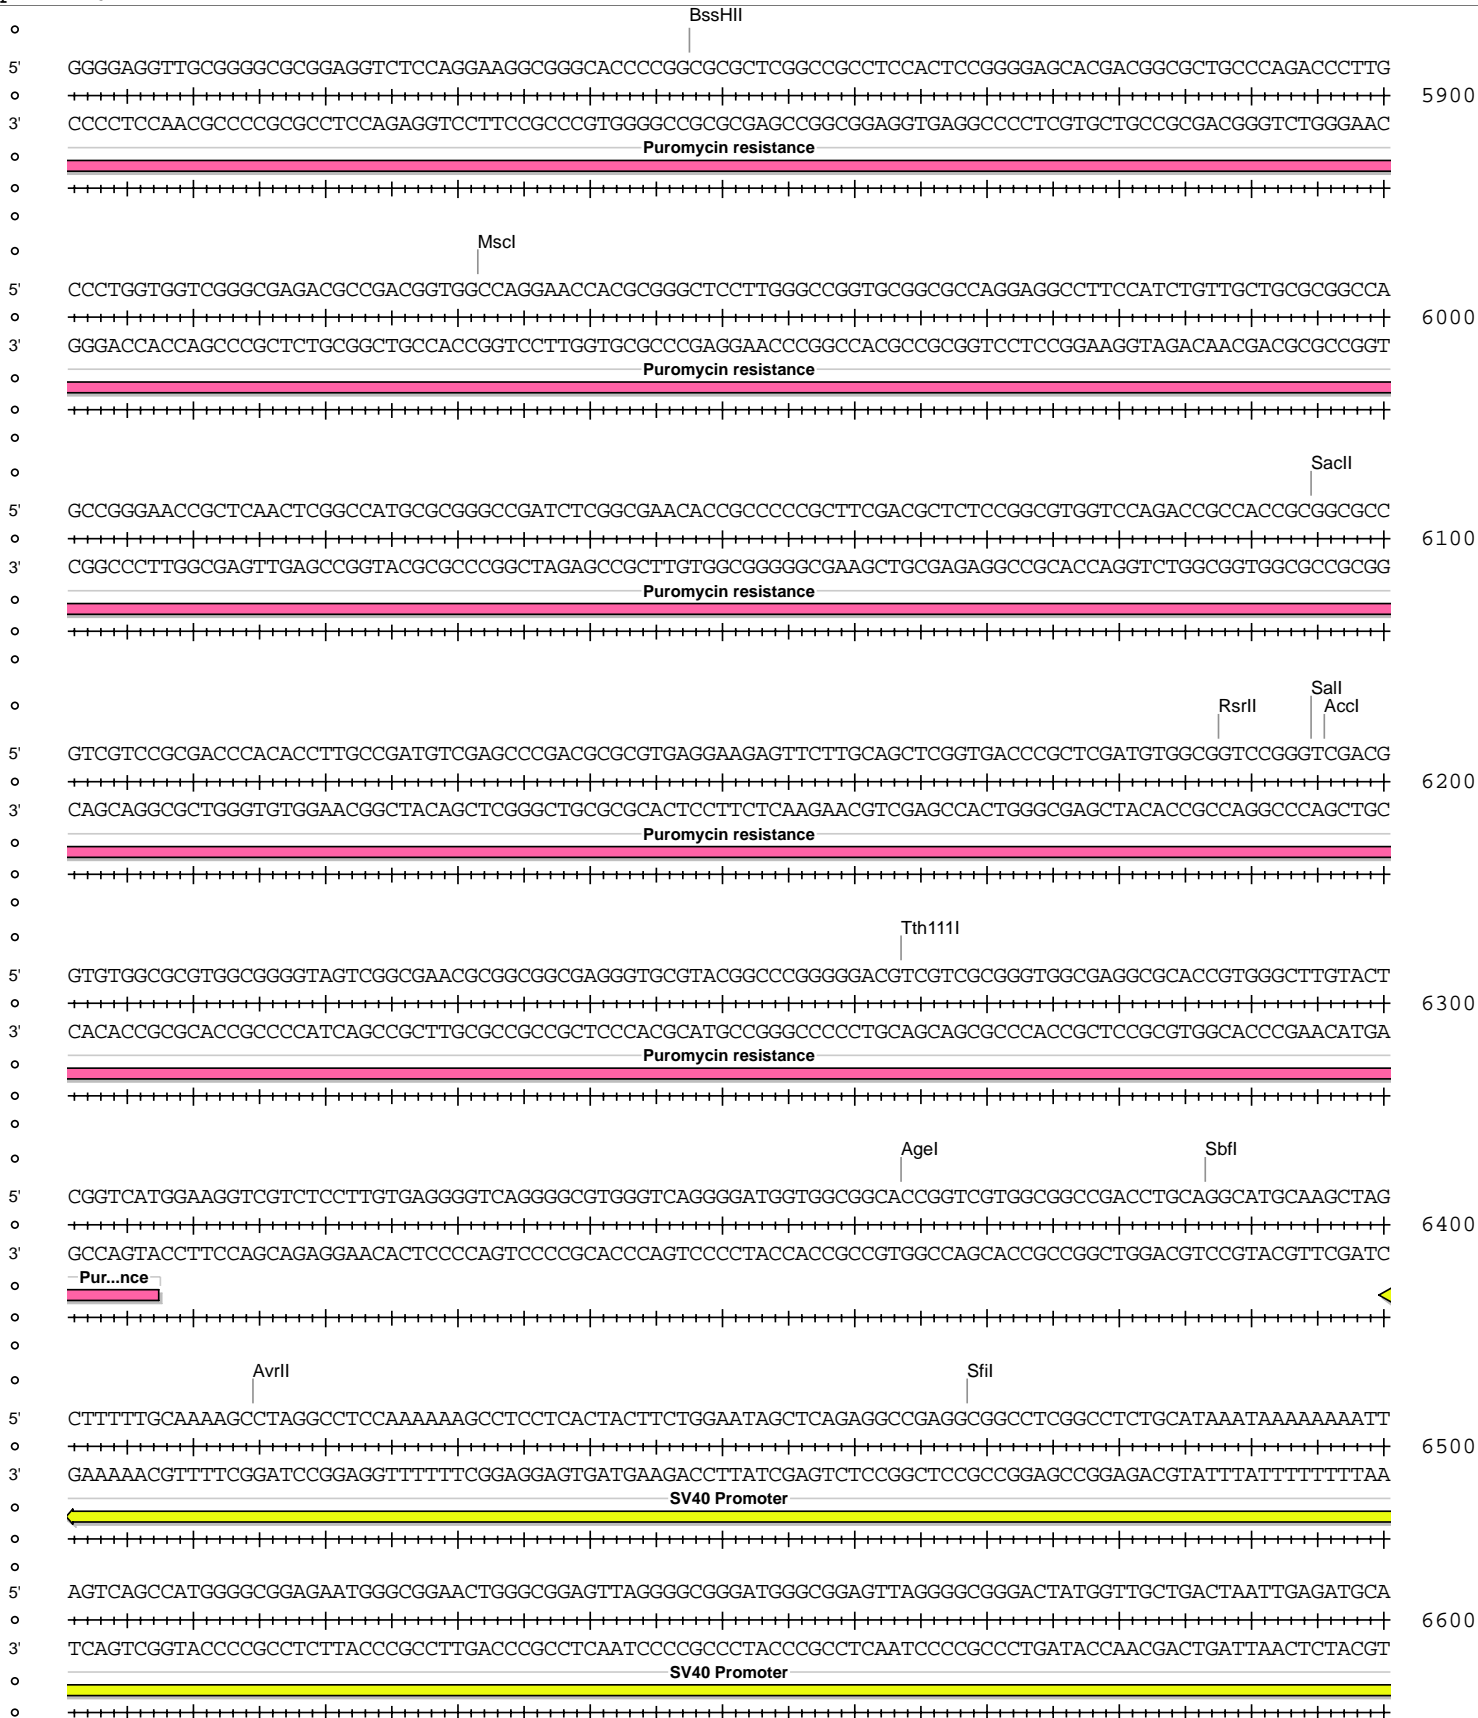 BssHII
5' GGGGAGGTTGCGGGGCGCGGAGGTCTCCAGGAAGGCGGGCACCCCGGCGCGCTCGGCCGCCTCCACTCCGGGGAGCACGACGGCGCTGCCCAGACCCTTG
5900
3' CCCCTCCAACGCCCCGCGCCTCCAGAGGTCCTTCCGCCCGTGGGGCCGCGCGAGCCGGCGGAGGTGAGGCCCCTCGTGCTGCCGCGACGGGTCTGGGAAC
Puromycin resistance
MscI
5' CCCTGGTGGTCGGGCGAGACGCCGACGGTGGCCAGGAACCACGCGGGCTCCTTGGGCCGGTGCGGCGCCAGGAGGCCTTCCATCTGTTGCTGCGCGGCCA
6000
3' GGGACCACCAGCCCGCTCTGCGGCTGCCACCGGTCCTTGGTGCGCCCGAGGAACCCGGCCACGCCGCGGTCCTCCGGAAGGTAGACAACGACGCGCCGGT
Puromycin resistance
SacII
5' GCCGGGAACCGCTCAACTCGGCCATGCGCGGGCCGATCTCGGCGAACACCGCCCCCGCTTCGACGCTCTCCGGCGTGGTCCAGACCGCCACCGCGGCGCC
6100
3' CGGCCCTTGGCGAGTTGAGCCGGTACGCGCCCGGCTAGAGCCGCTTGTGGCGGGGGCGAAGCTGCGAGAGGCCGCACCAGGTCTGGCGGTGGCGCCGCGG
Puromycin resistance
SalI
RsrII AccI
5' GTCGTCCGCGACCCACACCTTGCCGATGTCGAGCCCGACGCGCGTGAGGAAGAGTTCTTGCAGCTCGGTGACCCGCTCGATGTGGCGGTCCGGGTCGACG
6200
3' CAGCAGGCGCTGGGTGTGGAACGGCTACAGCTCGGGCTGCGCGCACTCCTTCTCAAGAACGTCGAGCCACTGGGCGAGCTACACCGCCAGGCCCAGCTGC
Puromycin resistance
Tth111I
5' GTGTGGCGCGTGGCGGGGTAGTCGGCGAACGCGGCGGCGAGGGTGCGTACGGCCCGGGGGACGTCGTCGCGGGTGGCGAGGCGCACCGTGGGCTTGTACT
6300
3' CACACCGCGCACCGCCCCATCAGCCGCTTGCGCCGCCGCTCCCACGCATGCCGGGCCCCCTGCAGCAGCGCCCACCGCTCCGCGTGGCACCCGAACATGA
Puromycin resistance
AgeI SbfI
5' CGGTCATGGAAGGTCGTCTCCTTGTGAGGGGTCAGGGGCGTGGGTCAGGGGATGGTGGCGGCACCGGTCGTGGCGGCCGACCTGCAGGCATGCAAGCTAG
6400
3' GCCAGTACCTTCCAGCAGAGGAACACTCCCCAGTCCCCGCACCCAGTCCCCTACCACCGCCGTGGCCAGCACCGCCGGCTGGACGTCCGTACGTTCGATC
Pur...nce
AvrII SfiI
5' CTTTTTGCAAAAGCCTAGGCCTCCAAAAAAGCCTCCTCACTACTTCTGGAATAGCTCAGAGGCCGAGGCGGCCTCGGCCTCTGCATAAATAAAAAAAATT
6500
3' GAAAAACGTTTTCGGATCCGGAGGTTTTTTCGGAGGAGTGATGAAGACCTTATCGAGTCTCCGGCTCCGCCGGAGCCGGAGACGTATTTATTTTTTTTAA
SV40 Promoter
5' AGTCAGCCATGGGGCGGAGAATGGGCGGAACTGGGCGGAGTTAGGGGCGGGATGGGCGGAGTTAGGGGCGGGACTATGGTTGCTGACTAATTGAGATGCA
6600
3' TCAGTCGGTACCCCGCCTCTTACCCGCCTTGACCCGCCTCAATCCCCGCCCTACCCGCCTCAATCCCCGCCCTGATACCAACGACTGATTAACTCTACGT
SV40 Promoter